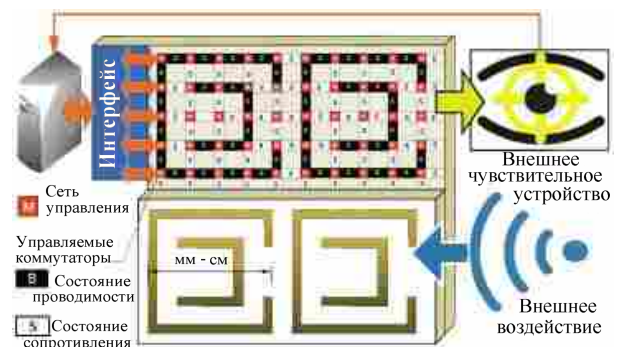 Интерфейс
Внешнее
чувствительное
устройство
Сеть
управления
Управляемые
коммутаторы
В Состояние
проводимости
S Состояние
сопротивления
мм - см
Внешнее
воздействие